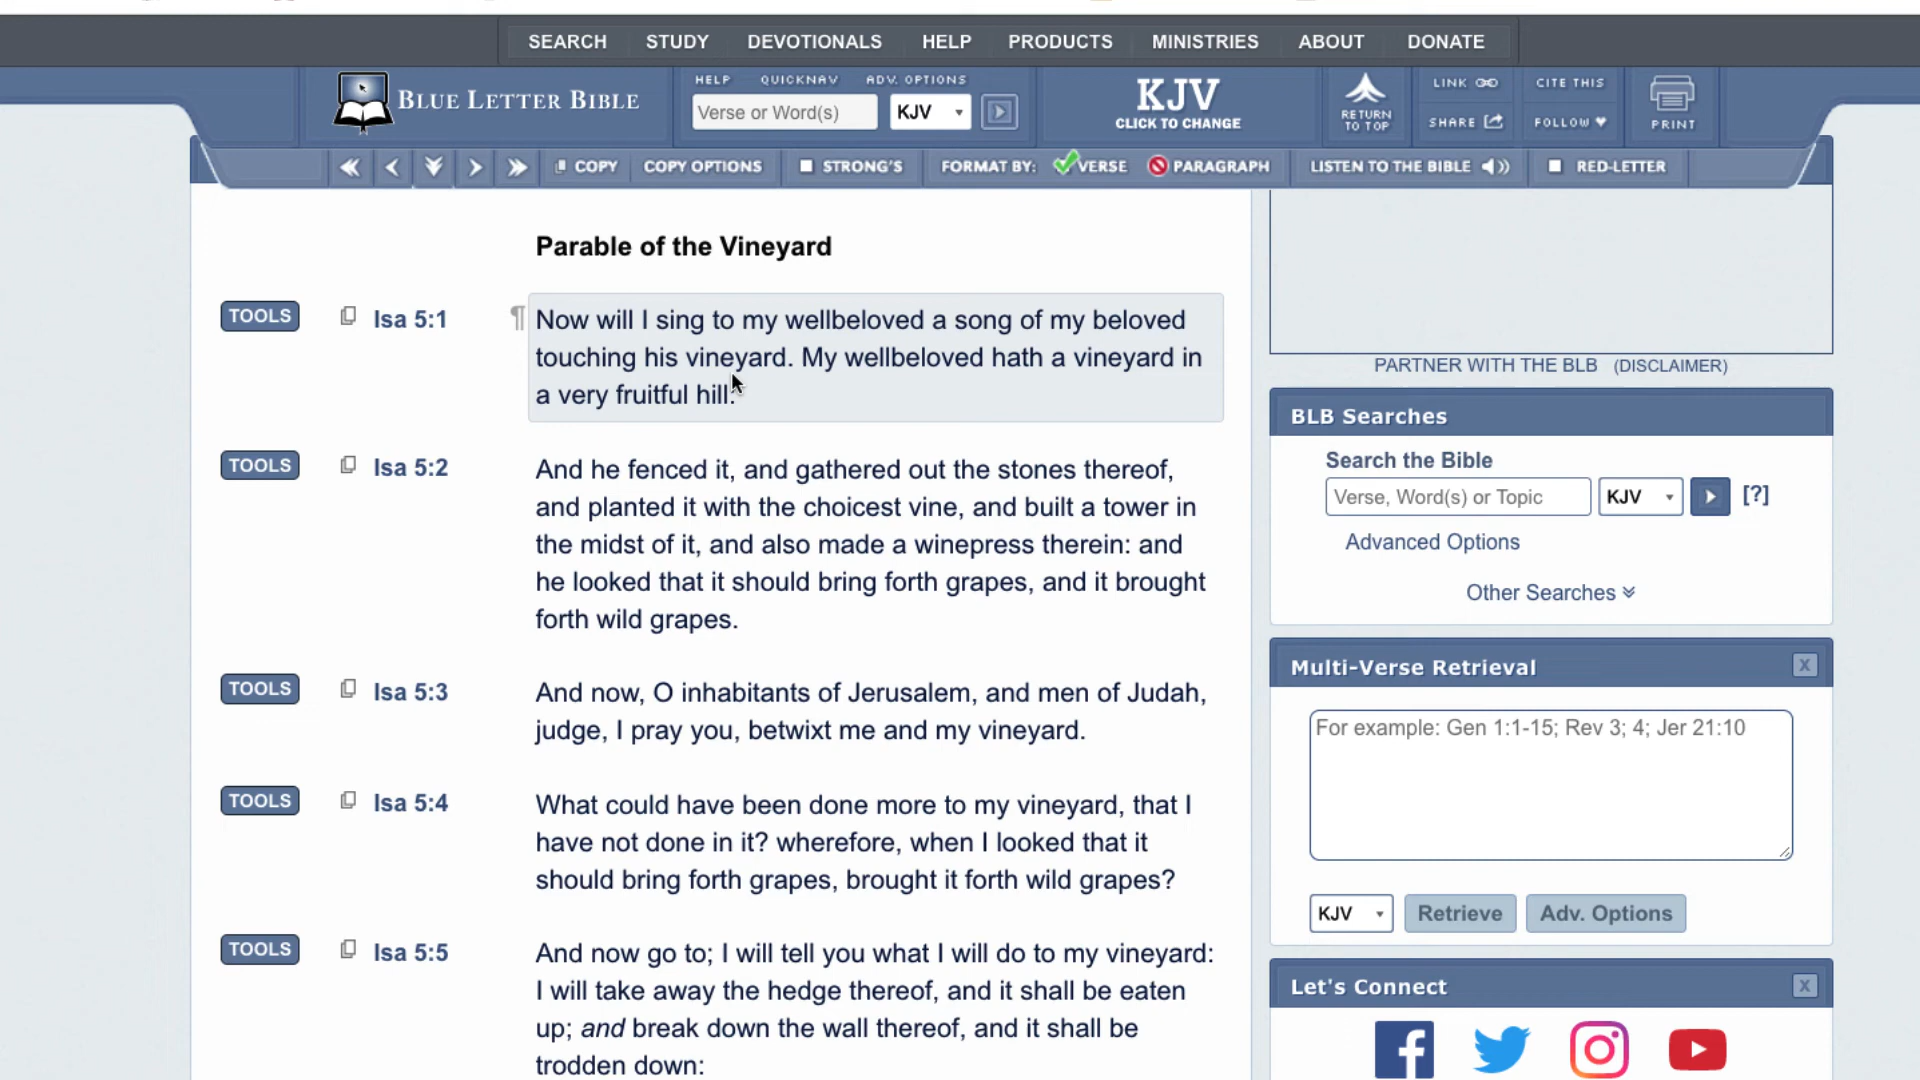 SEARCH STUDY DEVOTIONALS HELP PRODUCTS MINISTRIES ABOUT DONATE
BLUE LETTER BIBLE
HELP QUICKNAV ADV. OPTIONS
Verse or Word(s) KJV
KJV
CLICK TO CHANGE
RETURN
TO TOP
LINK
SHARE
CITE THIS
FOLLOW
PRINT
COPY COPY OPTIONS STRONG'S FORMAT BY: VERSE PARAGRAPH LISTEN TO THE BIBLE RED-LETTER
Parable of the Vineyard
TOOLS Isa 5:1 ¶ Now will I sing to my wellbeloved a song of my beloved
touching his vineyard. My wellbeloved hath a vineyard in
a very fruitful hill:
TOOLS Isa 5:2 And he fenced it, and gathered out the stones thereof,
and planted it with the choicest vine, and built a tower in
the midst of it, and also made a winepress therein: and
he looked that it should bring forth grapes, and it brought
forth wild grapes.
TOOLS Isa 5:3 And now, O inhabitants of Jerusalem, and men of Judah,
judge, I pray you, betwixt me and my vineyard.
TOOLS Isa 5:4 What could have been done more to my vineyard, that I
have not done in it? wherefore, when I looked that it
should bring forth grapes, brought it forth wild grapes?
TOOLS Isa 5:5 And now go to; I will tell you what I will do to my vineyard:
I will take away the hedge thereof, and it shall be eaten
up; and break down the wall thereof, and it shall be
trodden down:
PARTNER WITH THE BLB (DISCLAIMER)
BLB Searches
Search the Bible
Verse, Word(s) or Topic KJV [?]
Advanced Options
Other Searches
Multi-Verse Retrieval X
For example: Gen 1:1-15; Rev 3; 4; Jer 21:10
KJV Retrieve Adv. Options
Let's Connect X